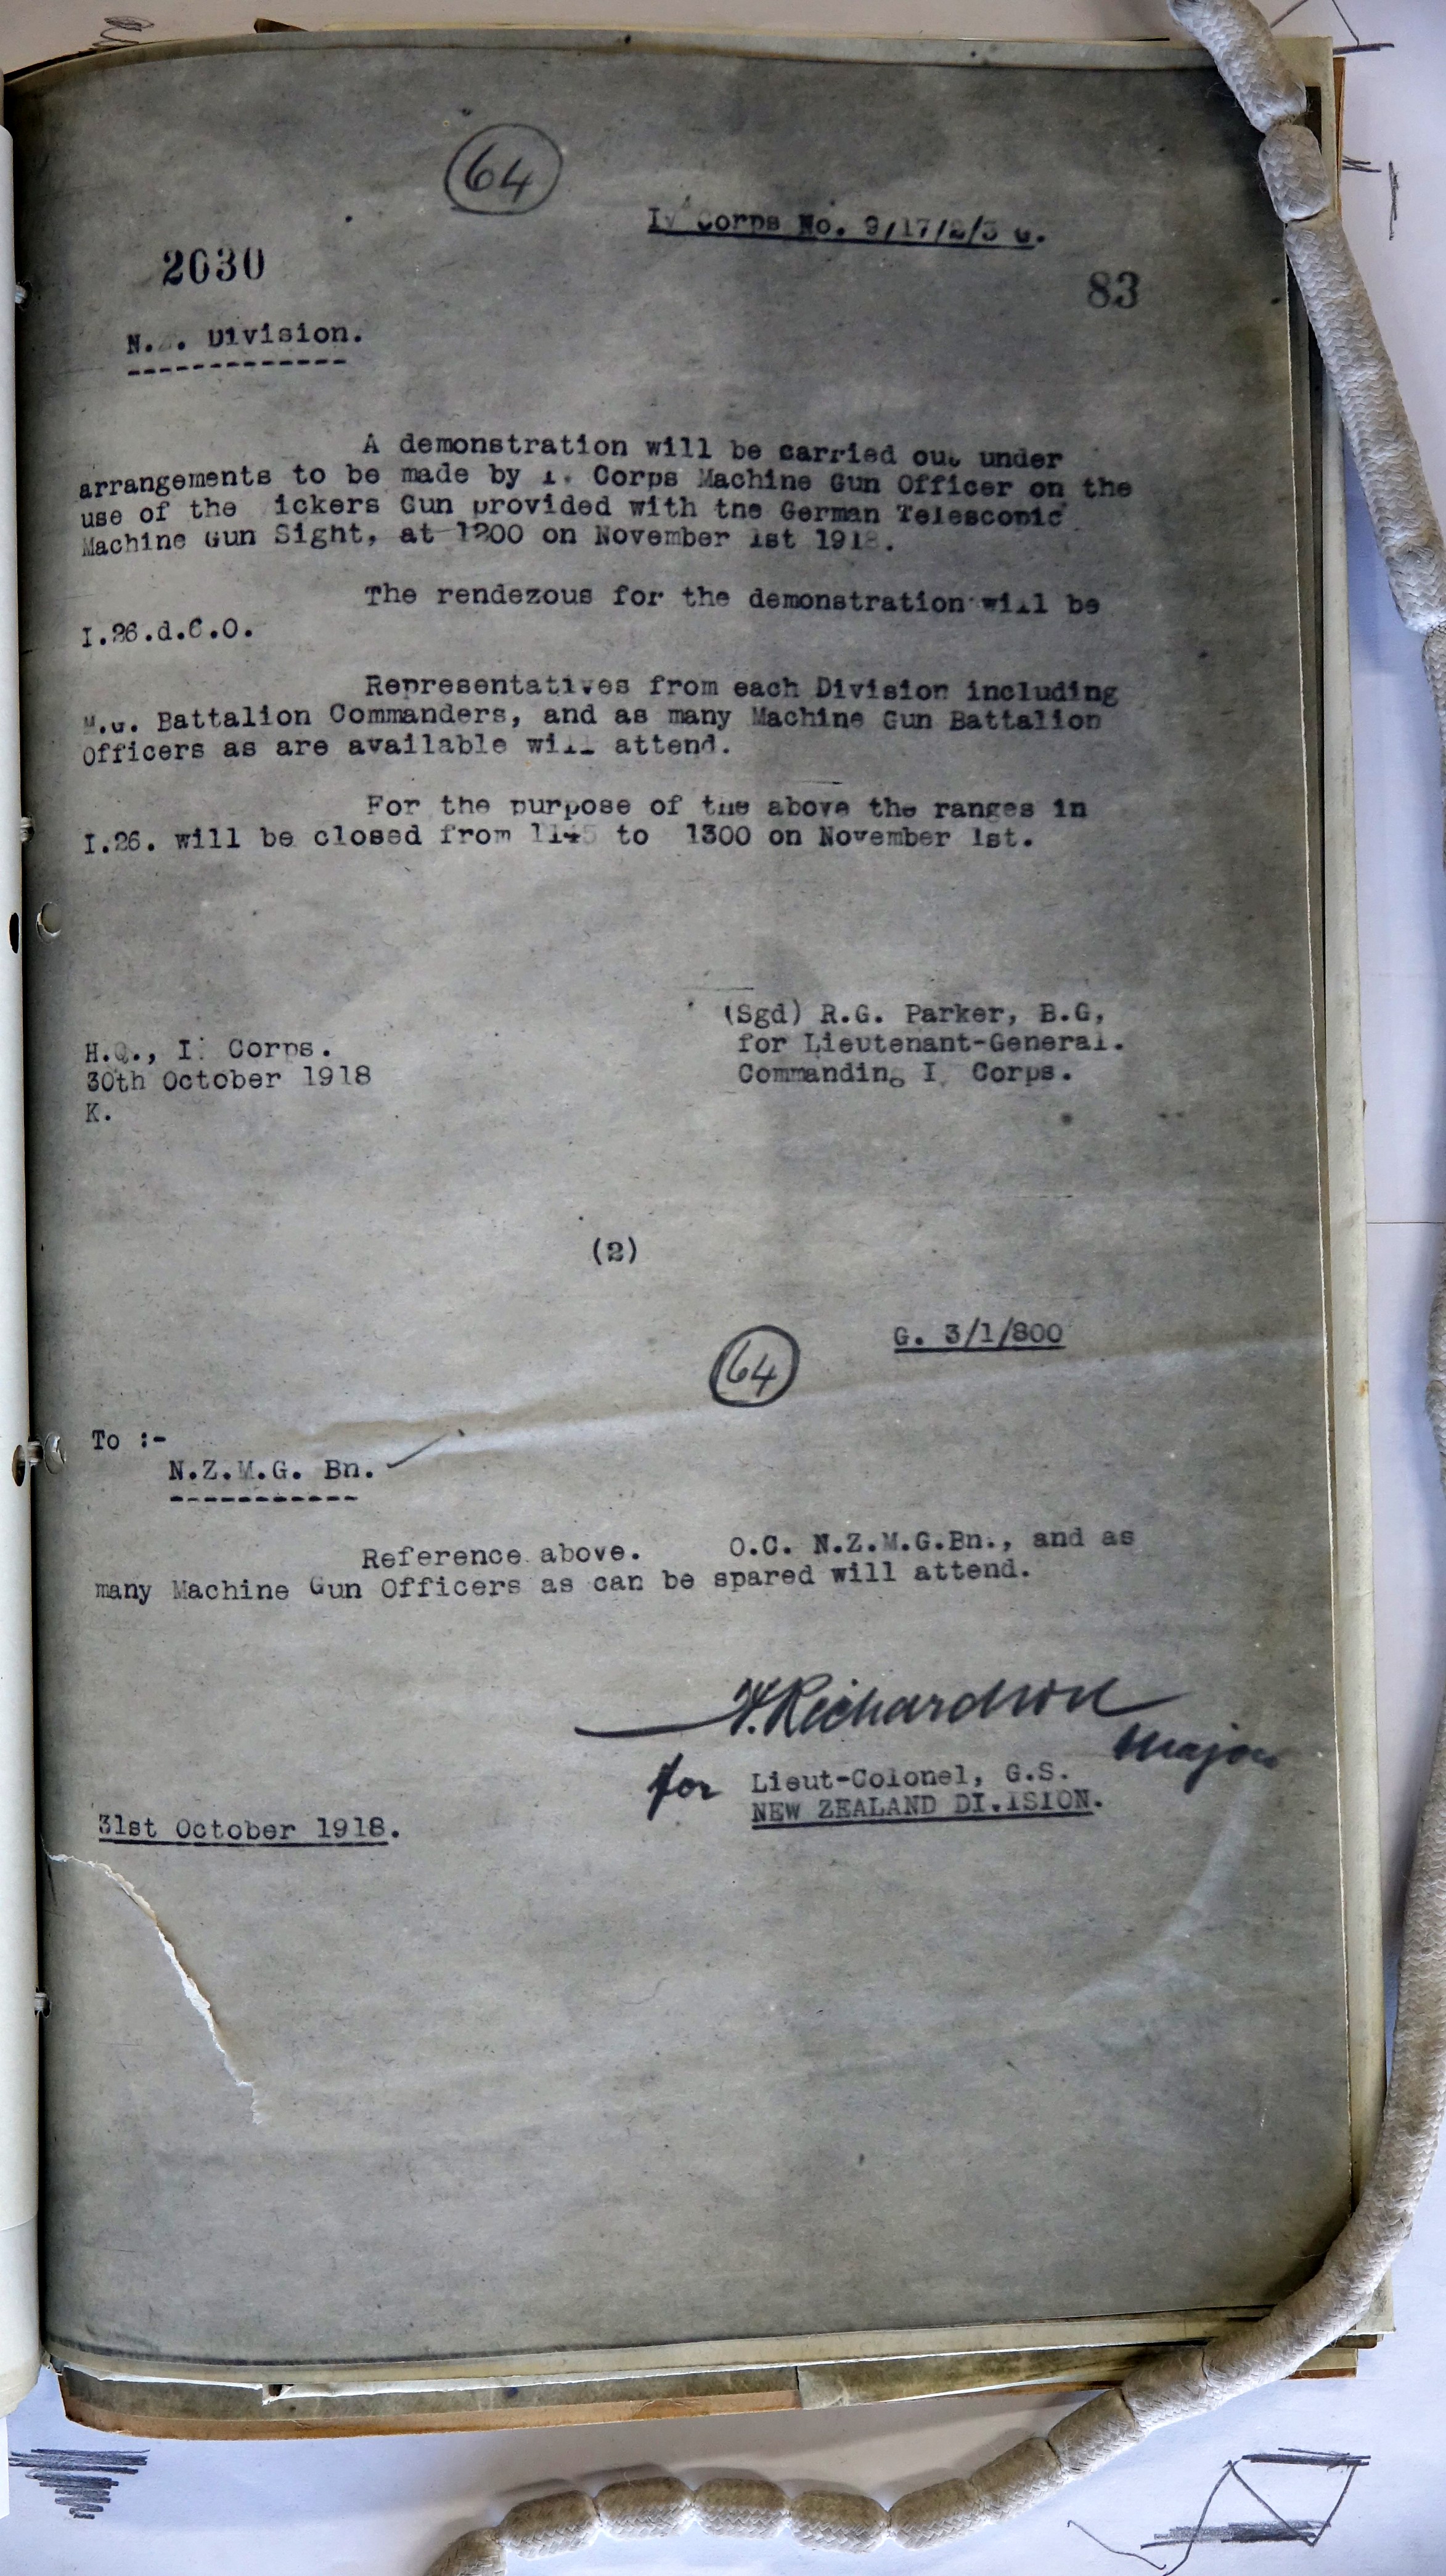 64
IV Corps No. 9/17/2/3 G.
2030
83
N. . Division.
A demonstration will be carried out under
arrangements to be made by I. Corps Machine Gun Officer on the
use of the ickers Gun provided with the German Telescopic
Machine Gun Sight, at 1200 on November 1st 1918.
The rendezous for the demonstration will be
I.26.d.6.0.
Representatives from each Division including
M.G. Battalion Commanders, and as many Machine Gun Battalion
Officers as are available will attend.
For the purpose of the above the ranges in
I.26. will be closed from 1145 to 1300 on November 1st.
(Sgd) R.G. Parker, B.G,
for Lieutenant-General.
Commanding I Corps.
H.Q., I Corps.
30th October 1918
K.
(2)
G. 3/1/800
64
To :-
N.Z.M.G. Bn.
Reference above. O.C. N.Z.M.G.Bn., and as
many Machine Gun Officers as can be spared will attend.
Richardson
Major
for Lieut-Colonel, G.S.
NEW ZEALAND DIVISION.
31st October 1918.